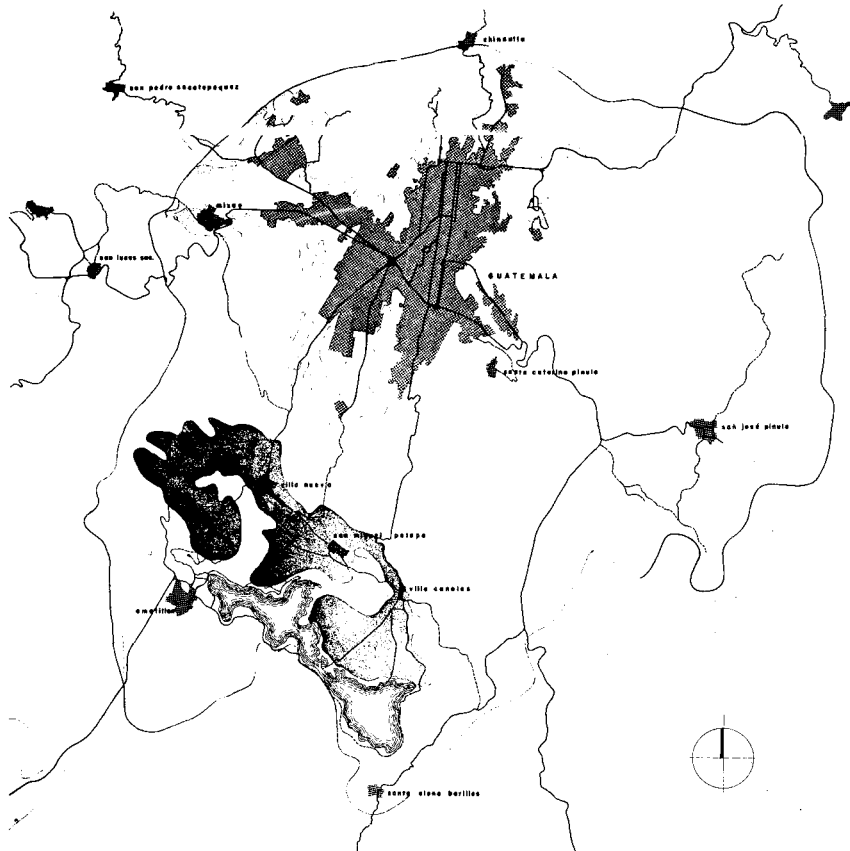 chinautla
san pedro sacatepéquez
mixco
san lucas sac.
GUATEMALA
santa catarina pinula
san josé pinula
villa nueva
san miguel petapa
villa canales
amatitlan
santa elena barillas